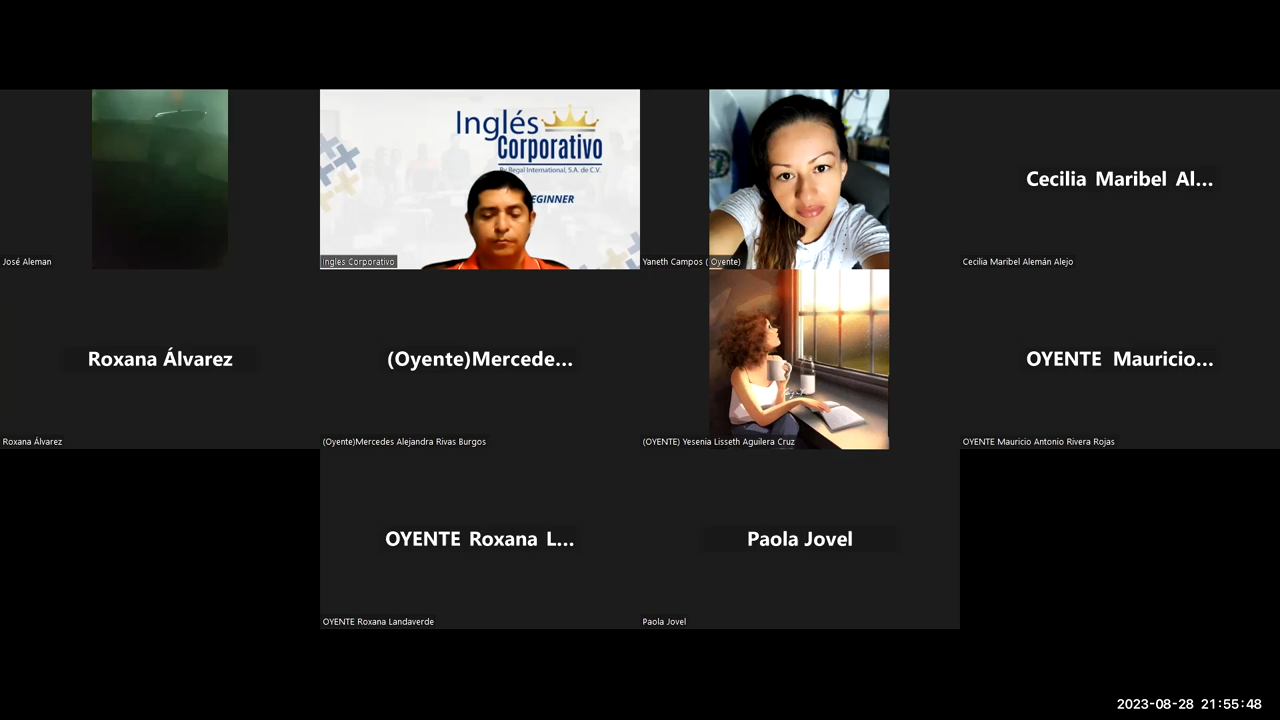 Inglés
Corporativo
By Regal International, S.A. de C.V.
EGINNER
José Aleman
Ingles Corporativo
Yaneth Campos ( Oyente)
Cecilia Maribel Al...
Cecilia Maribel Alemán Alejo
Roxana Álvarez
Roxana Álvarez
(Oyente)Mercede...
(Oyente)Mercedes Alejandra Rivas Burgos
(OYENTE) Yesenia Lisseth Aguilera Cruz
OYENTE Mauricio...
OYENTE Mauricio Antonio Rivera Rojas
OYENTE Roxana L...
OYENTE Roxana Landaverde
Paola Jovel
Paola Jovel
2023-08-28 21:55:48